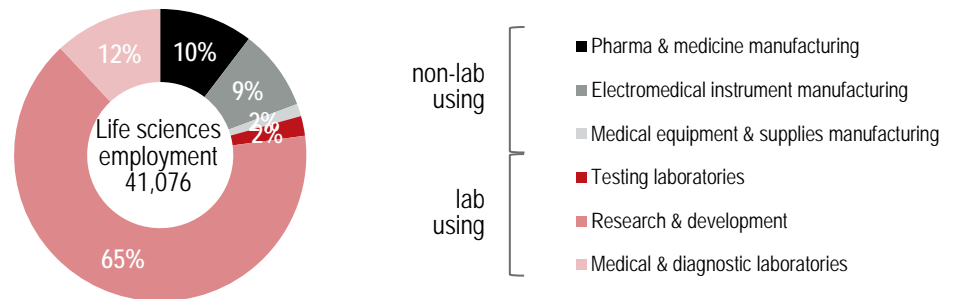 12%
10%
9%
2%
2%
65%
Life sciences
employment
41,076
non-lab
using
lab
using
Pharma & medicine manufacturing
Electromedical instrument manufacturing
Medical equipment & supplies manufacturing
Testing laboratories
Research & development
Medical & diagnostic laboratories